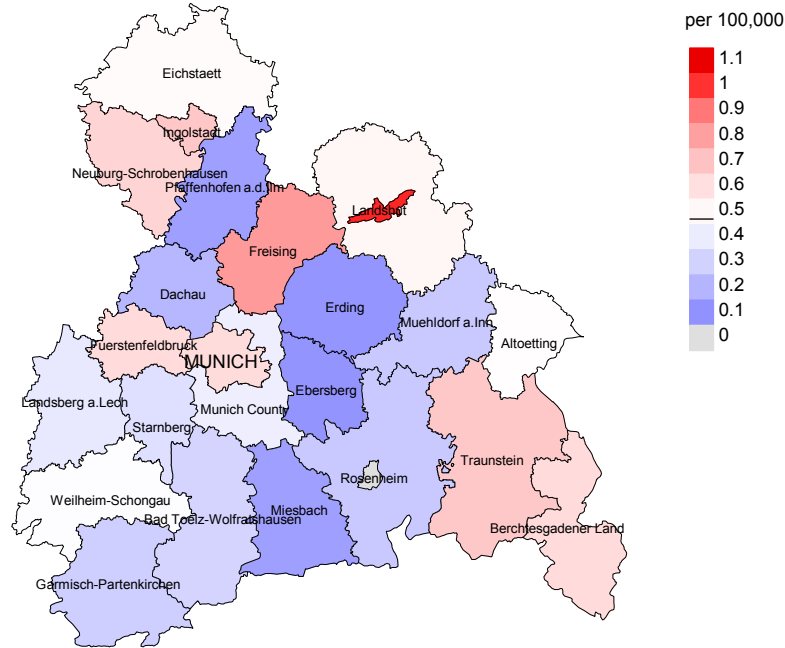 per 100,000
1.1
1
0.9
0.8
0.7
0.6
0.5
0.4
0.3
0.2
0.1
0
Eichstaett
Ingolstadt
Neuburg-Schrobenhausen
Pfaffenhofen a.d.Ilm
Landshut
Freising
Dachau
Erding
Muehldorf a.Inn
Altoetting
Fuerstenfeldbruck
MUNICH
Ebersberg
Landsberg a.Lech
Munich County
Starnberg
Traunstein
Rosenheim
Weilheim-Schongau
Miesbach
Bad Toelz-Wolfratshausen
Berchtesgadener Land
Garmisch-Partenkirchen